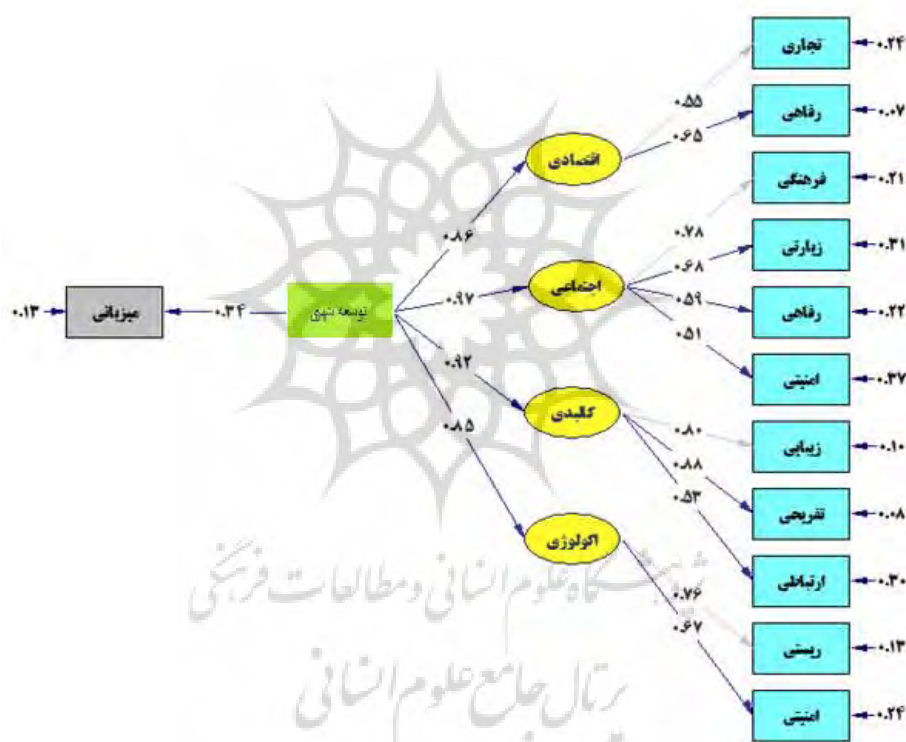 تجاری
۰.۲۴
۰.۵۵
رفاهی
۰.۰۷
۰.۶۵
اقتصادی
۰.۸۶
فرهنگی
۰.۲۱
۰.۷۸
زیارتی
۰.۳۱
۰.۶۸
اجتماعی
۰.۹۷
رفاهی
۰.۲۲
۰.۵۹
امنیتی
۰.۳۷
۰.۵۱
توسعه شهری
۰.۳۴
میزبانی
۰.۱۳
کالبدی
۰.۹۲
زیبایی
۰.۱۰
۰.۸۰
تفریحی
۰.۰۸
۰.۸۸
ارتباطی
۰.۳۰
۰.۵۳
اکولوژی
۰.۸۵
ریستی
۰.۱۳
۰.۷۶
امنیتی
۰.۲۴
۰.۶۷
پژوهشگاه علوم انسانی و مطالعات فرهنگی
پرتال جامع علوم انسانی